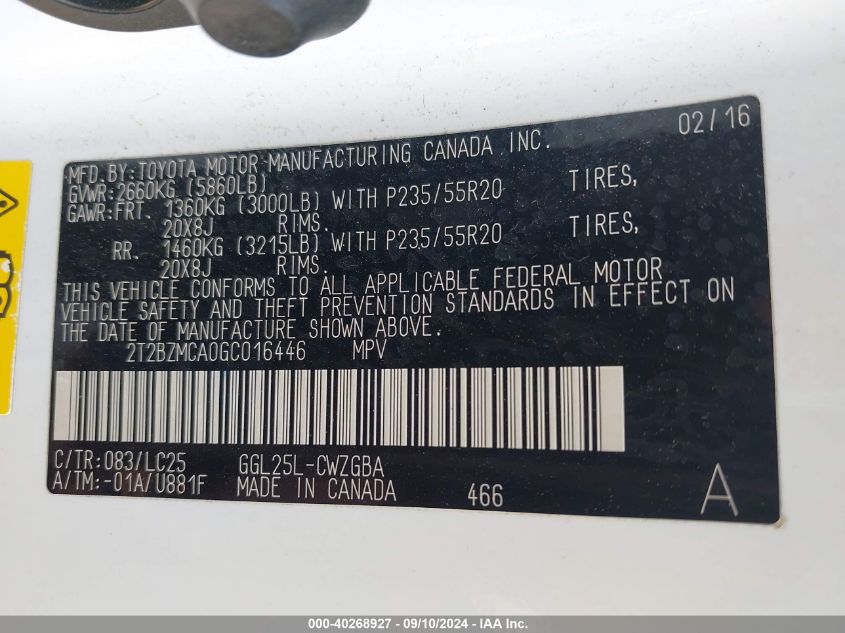 02/16
MFD.BY:TOYOTA MOTOR MANUFACTURING CANADA INC.
GVWR:2660KG (5860LB)
GAWR:FRT. 1360KG (3000LB) WITH P235/55R20 TIRES,
20X8J RIMS.
RR. 1460KG (3215LB) WITH P235/55R20 TIRES,
20X8J RIMS.
THIS VEHICLE CONFORMS TO ALL APPLICABLE FEDERAL MOTOR
VEHICLE SAFETY AND THEFT PREVENTION STANDARDS IN EFFECT ON
THE DATE OF MANUFACTURE SHOWN ABOVE.
2T2BZMCA0GC016446 MPV
C/TR:083/LC25 GGL25L-CWZGBA
A/TM:-01A/U881F MADE IN CANADA 466 A
000-40268927 - 09/10/2024 - IAA Inc.